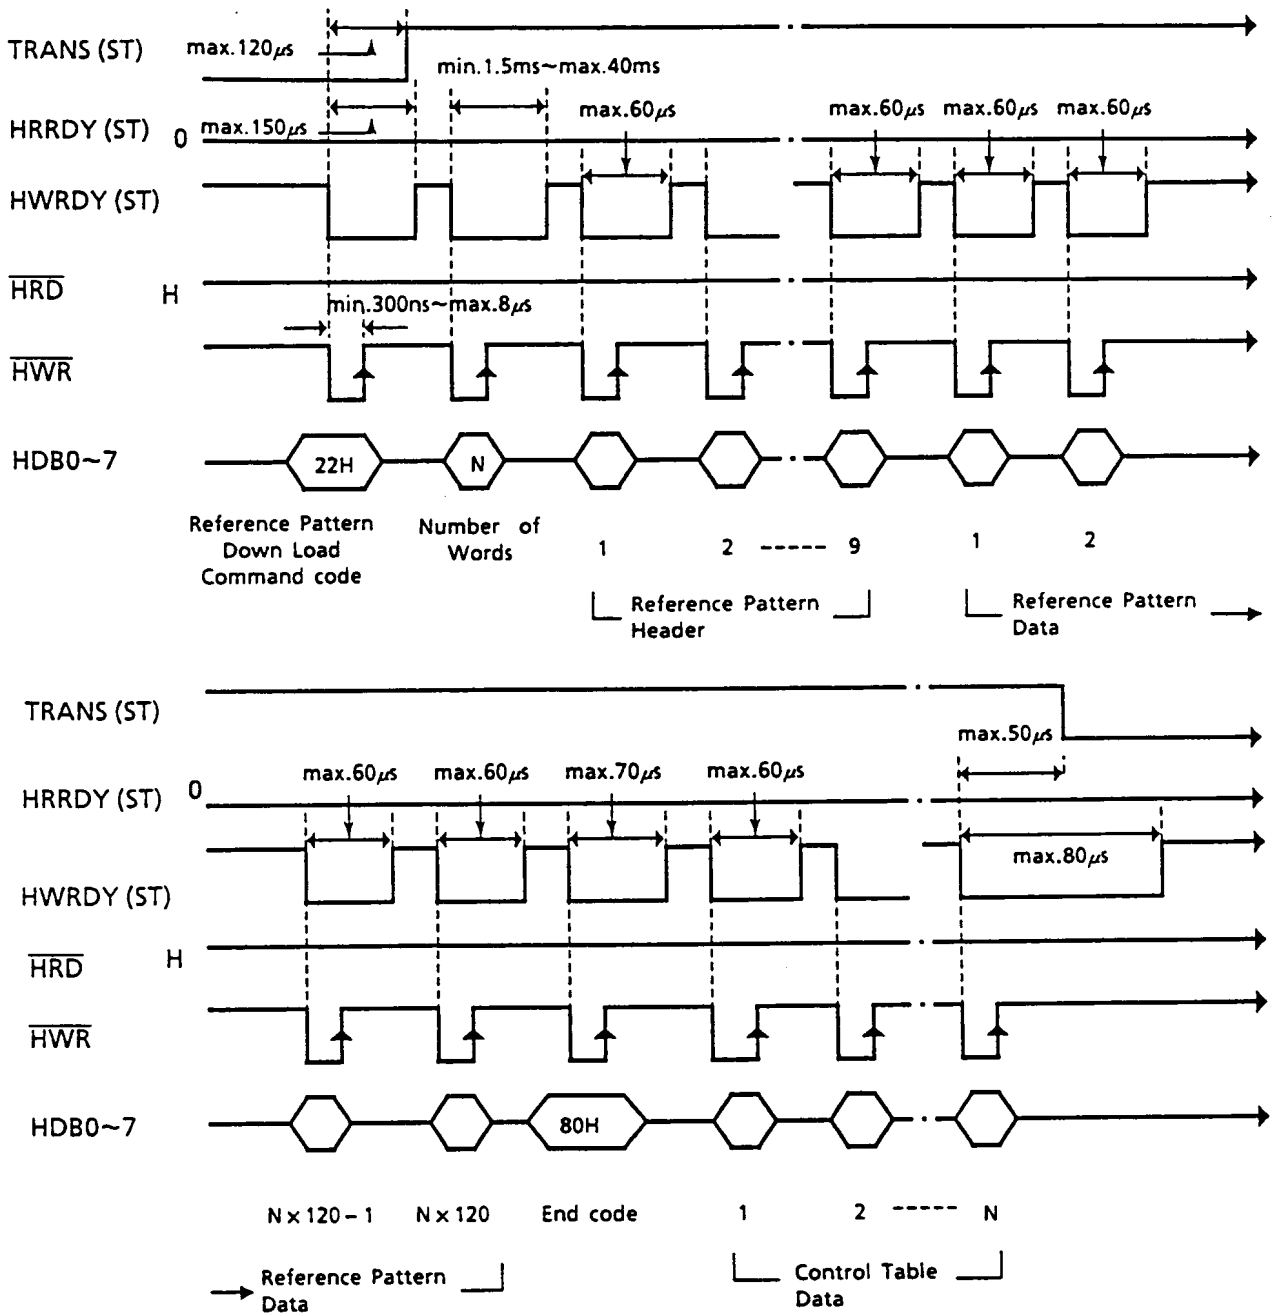 TRANS (ST)
max.120μs
min.1.5ms~max.40ms
HRRDY (ST)
0
max.150μs
max.60μs
max.60μs
max.60μs
max.60μs
HWRDY (ST)
HRD
H
min.300ns~max.8μs
HWR
HDB0~7
22H
N
Reference Pattern
Down Load
Command code
Number of
Words
1
2 ----- 9
1
2
Reference Pattern
Header
Reference Pattern
Data
TRANS (ST)
max.50μs
HRRDY (ST)
0
max.60μs
max.60μs
max.70μs
max.60μs
HWRDY (ST)
max.80μs
HRD
H
HWR
HDB0~7
80H
N × 120 – 1
N × 120
End code
1
2 ----- N
Reference Pattern
Data
Control Table
Data